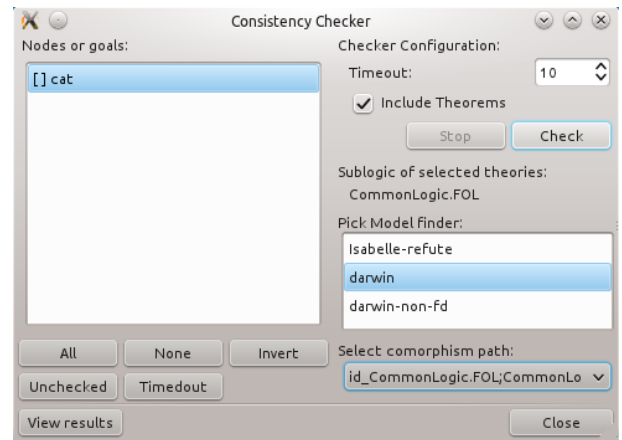 Consistency Checker
Nodes or goals:
[] cat
All None Invert
Unchecked Timedout
View results
Checker Configuration:
Timeout: 10
Include Theorems
Stop Check
Sublogic of selected theories:
CommonLogic.FOL
Pick Model finder:
Isabelle-refute
darwin
darwin-non-fd
Select comorphism path:
id_CommonLogic.FOL;CommonLo
Close